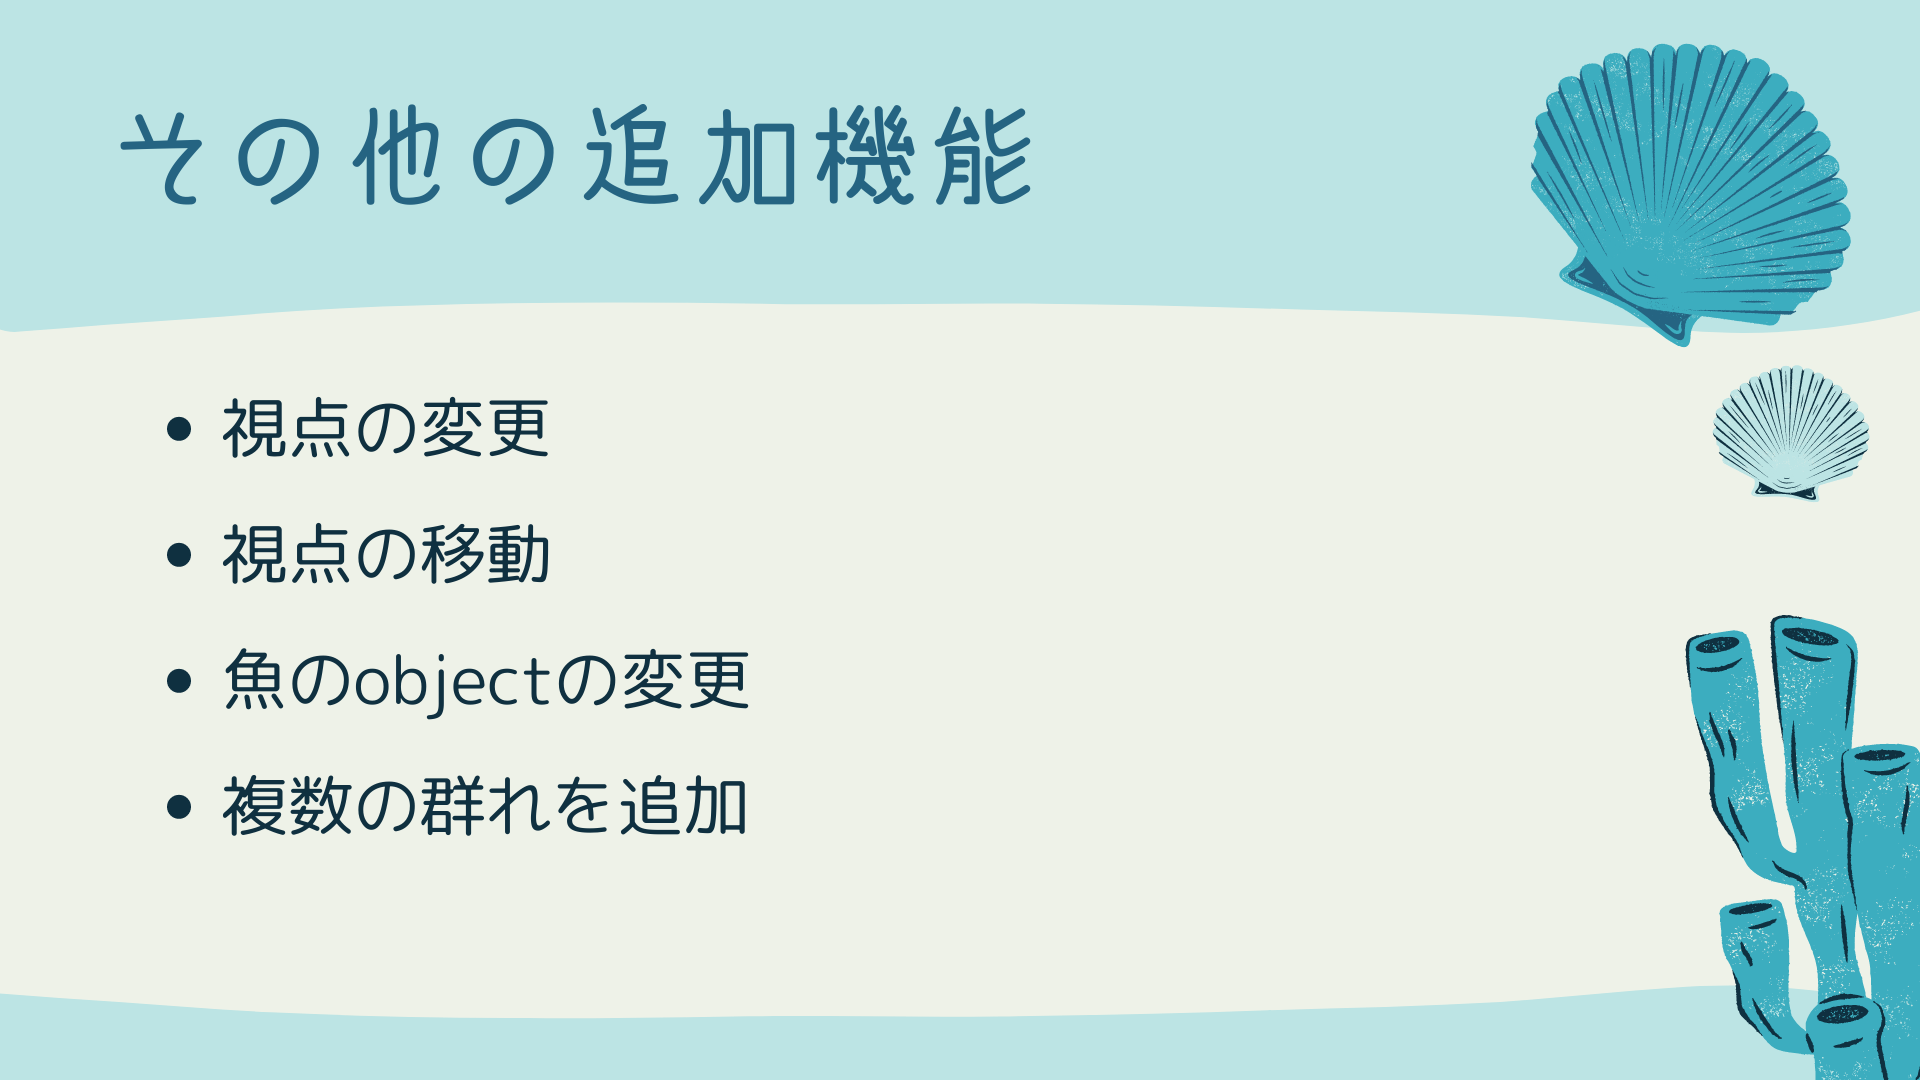 その他の追加機能
• 視点の変更
• 視点の移動
• 魚のobjectの変更
• 複数の群れを追加